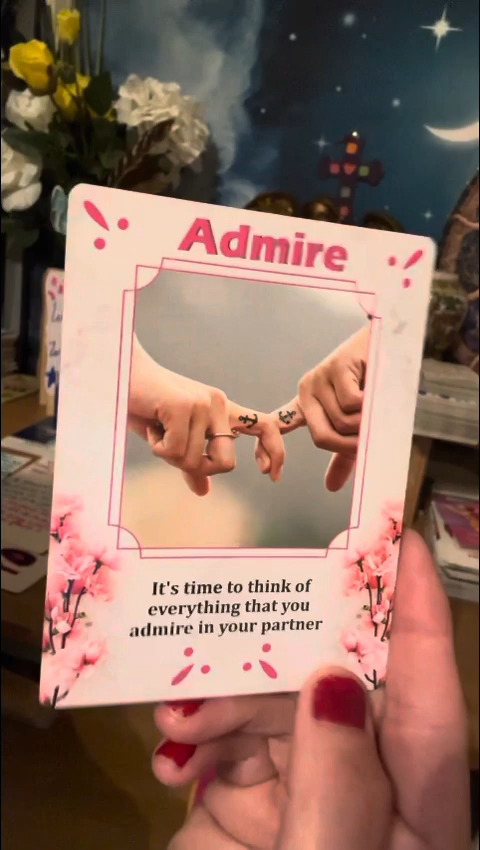 Admire
It's time to think of
everything that you
admire in your partner